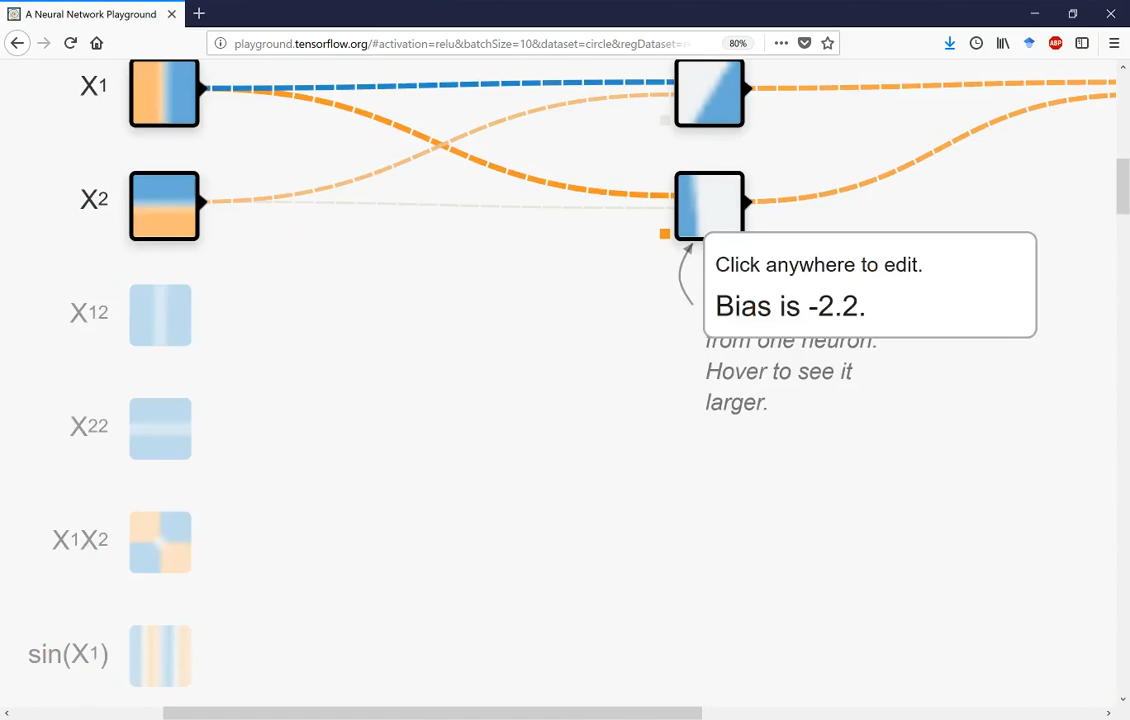 A Neural Network Playground
playground.tensorflow.org/#activation=relu&batchSize=10&dataset=circle&regDataset=
80%
ABP
X1
X2
Click anywhere to edit.
Bias is -2.2.
from one neuron.
Hover to see it
larger.
X12
X22
X1X2
sin(X1)